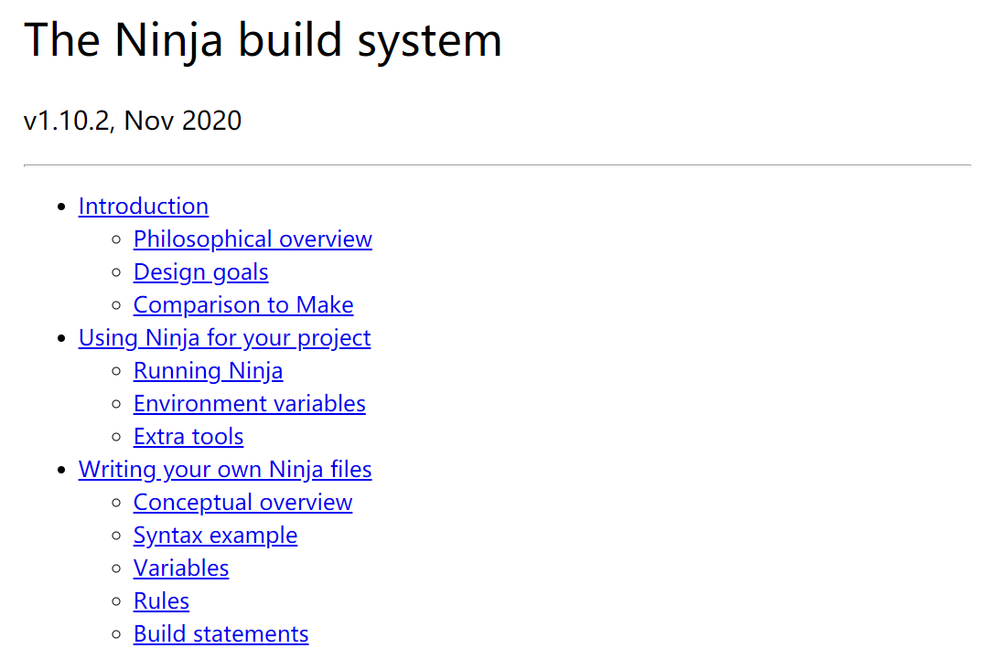 The Ninja build system
v1.10.2, Nov 2020
Introduction
Philosophical overview
Design goals
Comparison to Make
Using Ninja for your project
Running Ninja
Environment variables
Extra tools
Writing your own Ninja files
Conceptual overview
Syntax example
Variables
Rules
Build statements